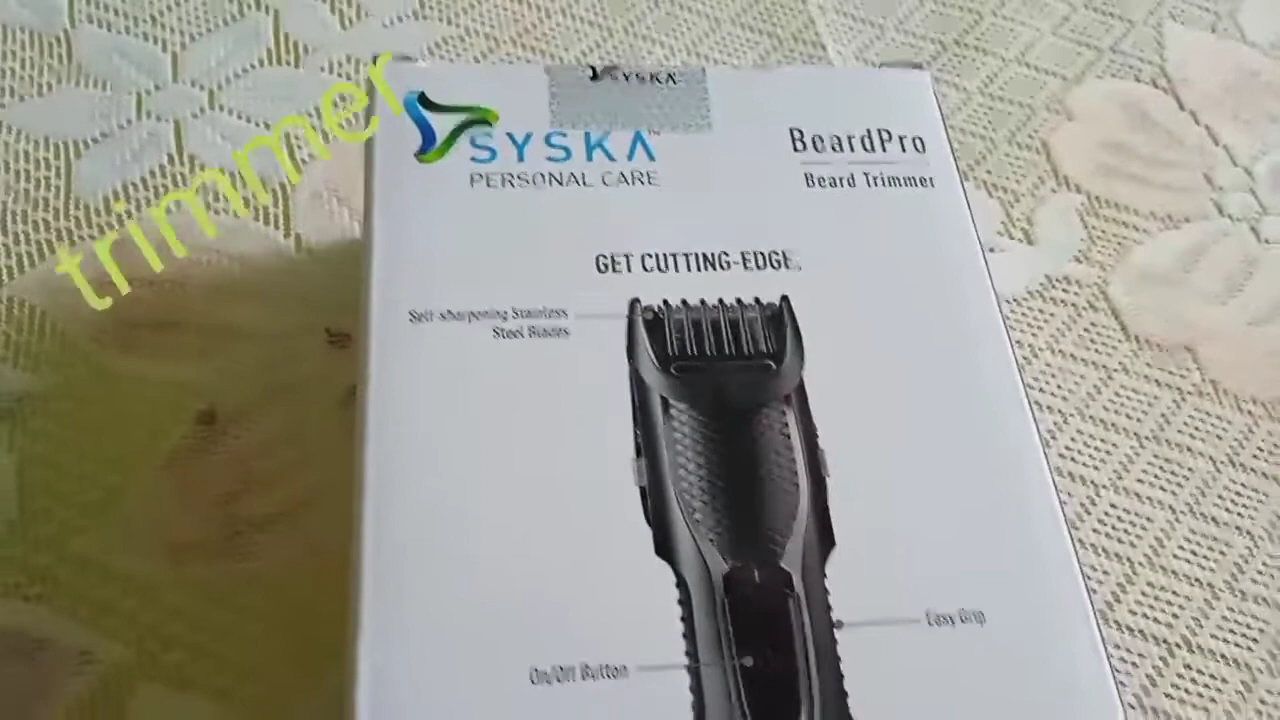 trimmer
SYSKA
SYSKA™
PERSONAL CARE
BeardPro
Beard Trimmer
GET CUTTING-EDGE.
Self-sharpening Stainless
Steel Blades
Easy Grip
On/Off Button